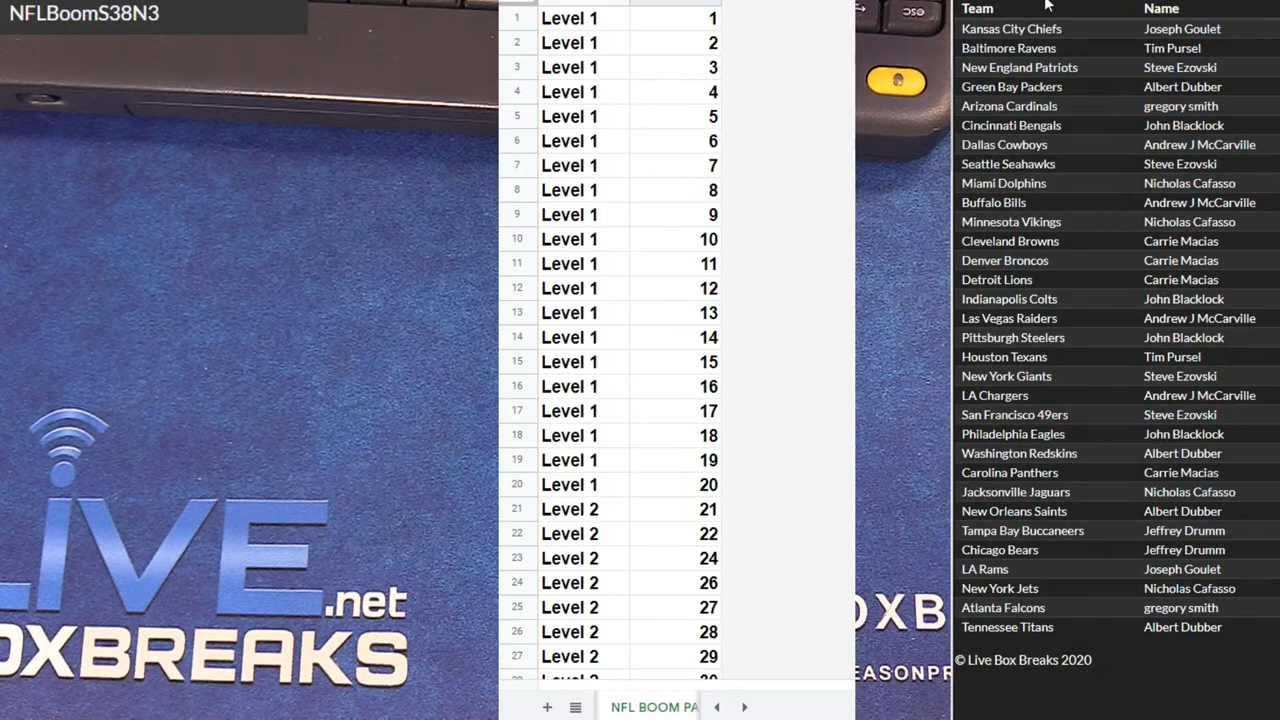 NFLBoomS38N3
1 Level 1 1
2 Level 1 2
3 Level 1 3
4 Level 1 4
5 Level 1 5
6 Level 1 6
7 Level 1 7
8 Level 1 8
9 Level 1 9
10 Level 1 10
11 Level 1 11
12 Level 1 12
13 Level 1 13
14 Level 1 14
15 Level 1 15
16 Level 1 16
17 Level 1 17
18 Level 1 18
19 Level 1 19
20 Level 1 20
21 Level 2 21
22 Level 2 22
23 Level 2 24
24 Level 2 26
25 Level 2 27
26 Level 2 28
27 Level 2 29
NFL BOOM PA
Team Name
Kansas City Chiefs Joseph Goulet
Baltimore Ravens Tim Pursel
New England Patriots Steve Ezovski
Green Bay Packers Albert Dubber
Arizona Cardinals gregory smith
Cincinnati Bengals John Blacklock
Dallas Cowboys Andrew J McCarville
Seattle Seahawks Steve Ezovski
Miami Dolphins Nicholas Cafasso
Buffalo Bills Andrew J McCarville
Minnesota Vikings Nicholas Cafasso
Cleveland Browns Carrie Macias
Denver Broncos Carrie Macias
Detroit Lions Carrie Macias
Indianapolis Colts John Blacklock
Las Vegas Raiders Andrew J McCarville
Pittsburgh Steelers John Blacklock
Houston Texans Tim Pursel
New York Giants Steve Ezovski
LA Chargers Andrew J McCarville
San Francisco 49ers Steve Ezovski
Philadelphia Eagles John Blacklock
Washington Redskins Albert Dubber
Carolina Panthers Carrie Macias
Jacksonville Jaguars Nicholas Cafasso
New Orleans Saints Albert Dubber
Tampa Bay Buccaneers Jeffrey Drumm
Chicago Bears Jeffrey Drumm
LA Rams Joseph Goulet
New York Jets Nicholas Cafasso
Atlanta Falcons gregory smith
Tennessee Titans Albert Dubber
© Live Box Breaks 2020
LIVE.net
OXBREAKS
OXB
EASONPR